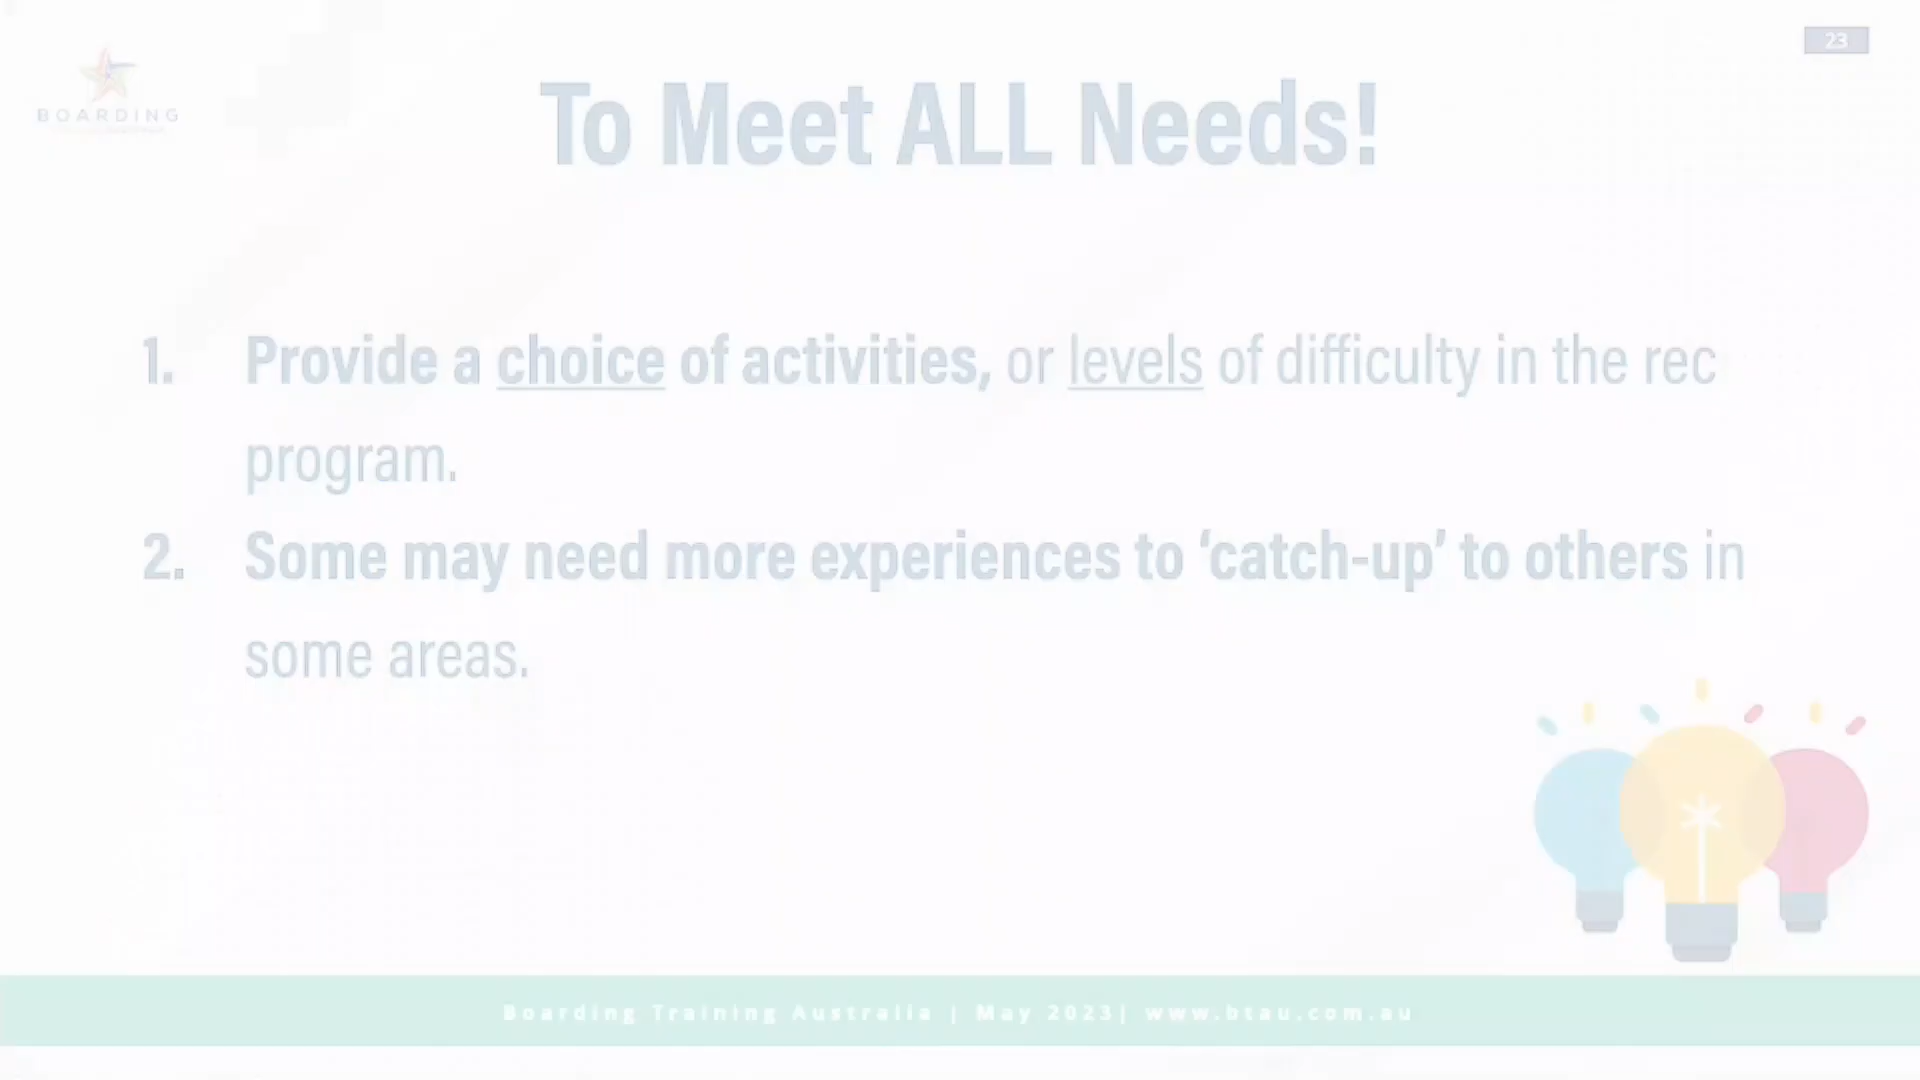 23
BOARDING
To Meet ALL Needs!
1. Provide a choice of activities, or levels of difficulty in the rec
program.
2. Some may need more experiences to ‘catch-up’ to others in
some areas.
Boarding Training Australia | May 2023| www.btau.com.au